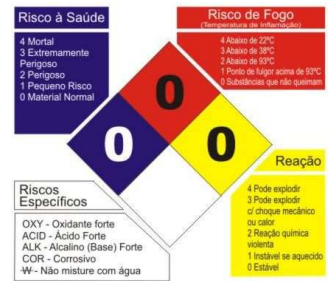 Risco à Saúde
4 Mortal
3 Extremamente
Perigoso
2 Perigoso
1 Pequeno Risco
0 Material Normal
Risco de Fogo
(Temperatura de Inflamação)
4 Abaixo de 22ºC
3 Abaixo de 38ºC
2 Abaixo de 93ºC
1 Ponto de fulgor acima de 93ºC
0 Substâncias que não queimam
0
0
0
Reação
4 Pode explodir
3 Pode explodir
c/ choque mecânico
ou calor
2 Reação química
violenta
1 Instável se aquecido
0 Estável
Riscos
Específicos
OXY - Oxidante forte
ACID - Ácido Forte
ALK - Alcalino (Base) Forte
COR - Corrosivo
W - Não misture com água